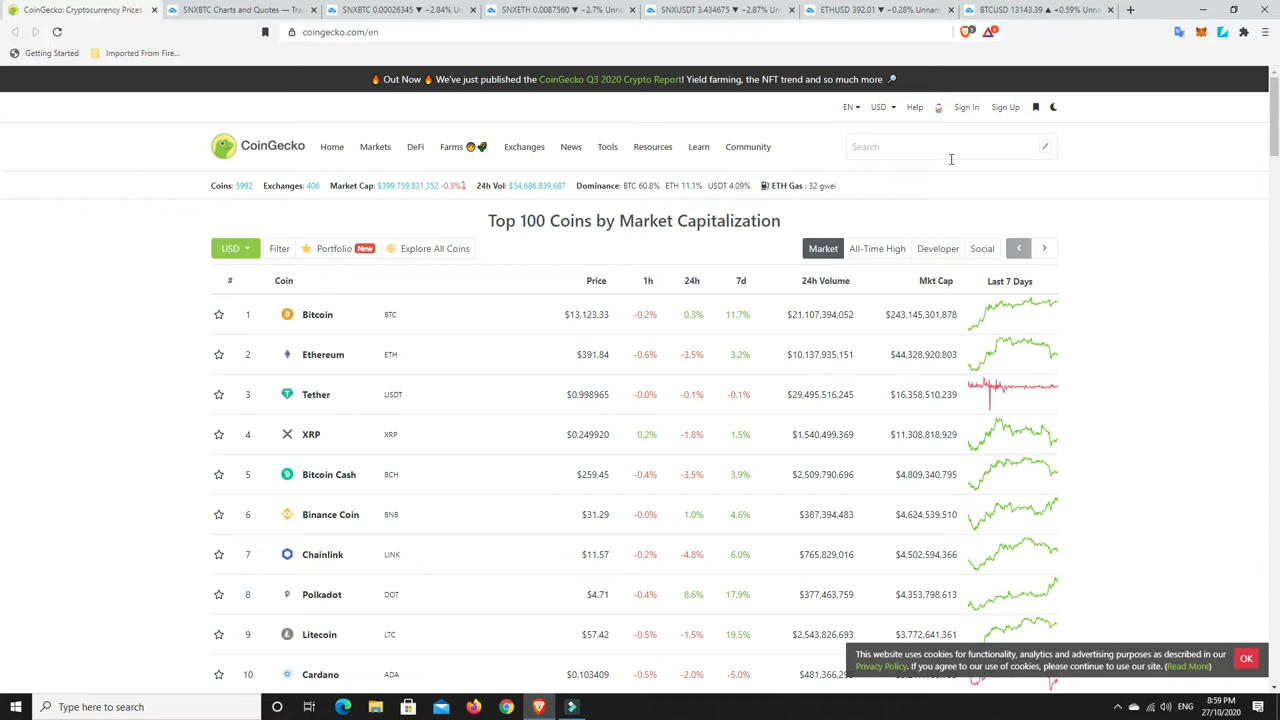 CoinGecko: Cryptocurrency Prices
SNXBTC Charts and Quotes — Trad
SNXBTC 0.00026345 ▼ −2.84% Unn
SNXETH 0.0087560 ▼ −2.7% Unna
SNXUSDT 3.434675 ▼ −2.87% Unna
ETHUSD 392.01 ▼ −0.28% Unnam
BTCUSD 13143.39 ▲ +0.59% Unna
coingecko.com/en
Getting Started Imported From Fire...
🔥 Out Now 🔥 We've just published the CoinGecko Q3 2020 Crypto Report! Yield farming, the NFT trend and so much more 🔎
EN USD Help Sign In Sign Up
CoinGecko Home Markets DeFi Farms Exchanges News Tools Resources Learn Community Search /
Coins: 5992 Exchanges: 406 Market Cap: $399,759,831,352 -0.5% 24h Vol: $54,686,839,687 Dominance: BTC 60.8% ETH 11.1% USDT 4.09% ETH Gas : 32 gwei
Top 100 Coins by Market Capitalization
USD Filter Portfolio New Explore All Coins Market All-Time High Developer Social < >
# Coin Price 1h 24h 7d 24h Volume Mkt Cap Last 7 Days
1 Bitcoin BTC $13,123.33 -0.2% 0.3% 11.7% $21,107,394,052 $243,145,301,878
2 Ethereum ETH $391.84 -0.6% -3.5% 3.2% $10,137,935,151 $44,328,920,803
3 Tether USDT $0.998965 -0.0% -0.1% -0.1% $29,495,516,245 $16,358,510,239
4 XRP XRP $0.249920 0.2% -1.8% 1.5% $1,540,499,369 $11,308,818,929
5 Bitcoin Cash BCH $259.45 -0.4% -3.5% 3.9% $2,509,790,696 $4,809,340,795
6 Binance Coin BNB $31.29 -0.0% 1.0% 4.6% $387,394,483 $4,624,539,510
7 Chainlink LINK $11.57 -0.2% -4.8% 6.0% $765,829,016 $4,502,594,366
8 Polkadot DOT $4.71 -0.4% 8.6% 17.9% $377,463,759 $4,353,798,613
9 Litecoin LTC $57.42 -0.5% -1.5% 19.5% $2,543,826,693 $3,772,641,361
10 Cardano ADA $0.103409 -0.5% -2.0% -5.0%
This website uses cookies for functionality, analytics and advertising purposes as described in our
Privacy Policy. If you agree to our use of cookies, please continue to use our site. (Read More)
OK
Type here to search
ENG
8:59 PM
27/10/2020